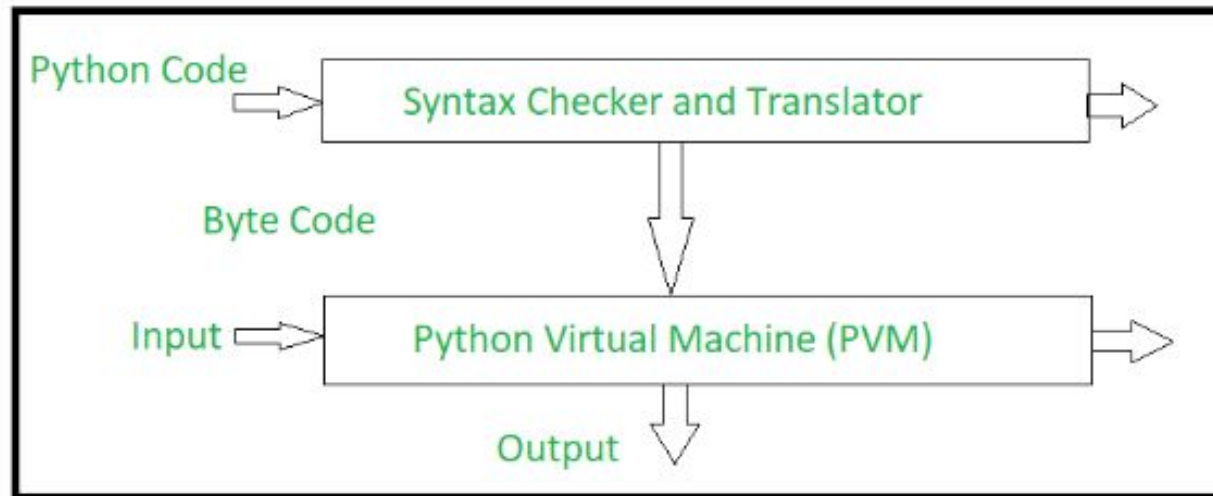 Python Code
Syntax Checker and Translator
Byte Code
Input
Python Virtual Machine (PVM)
Output